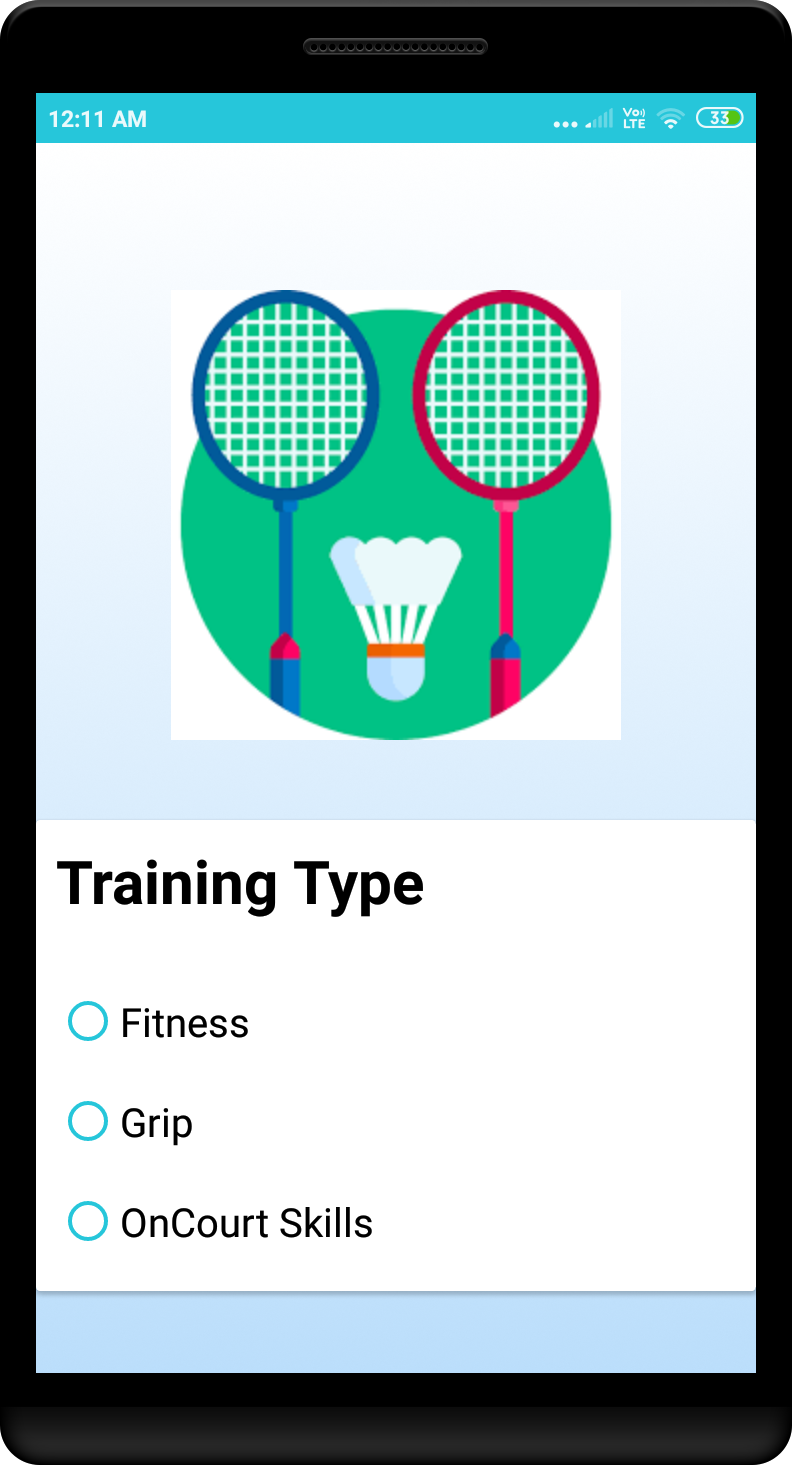 12:11 AM
Vo)) LTE
33
Training Type
Fitness
Grip
OnCourt Skills